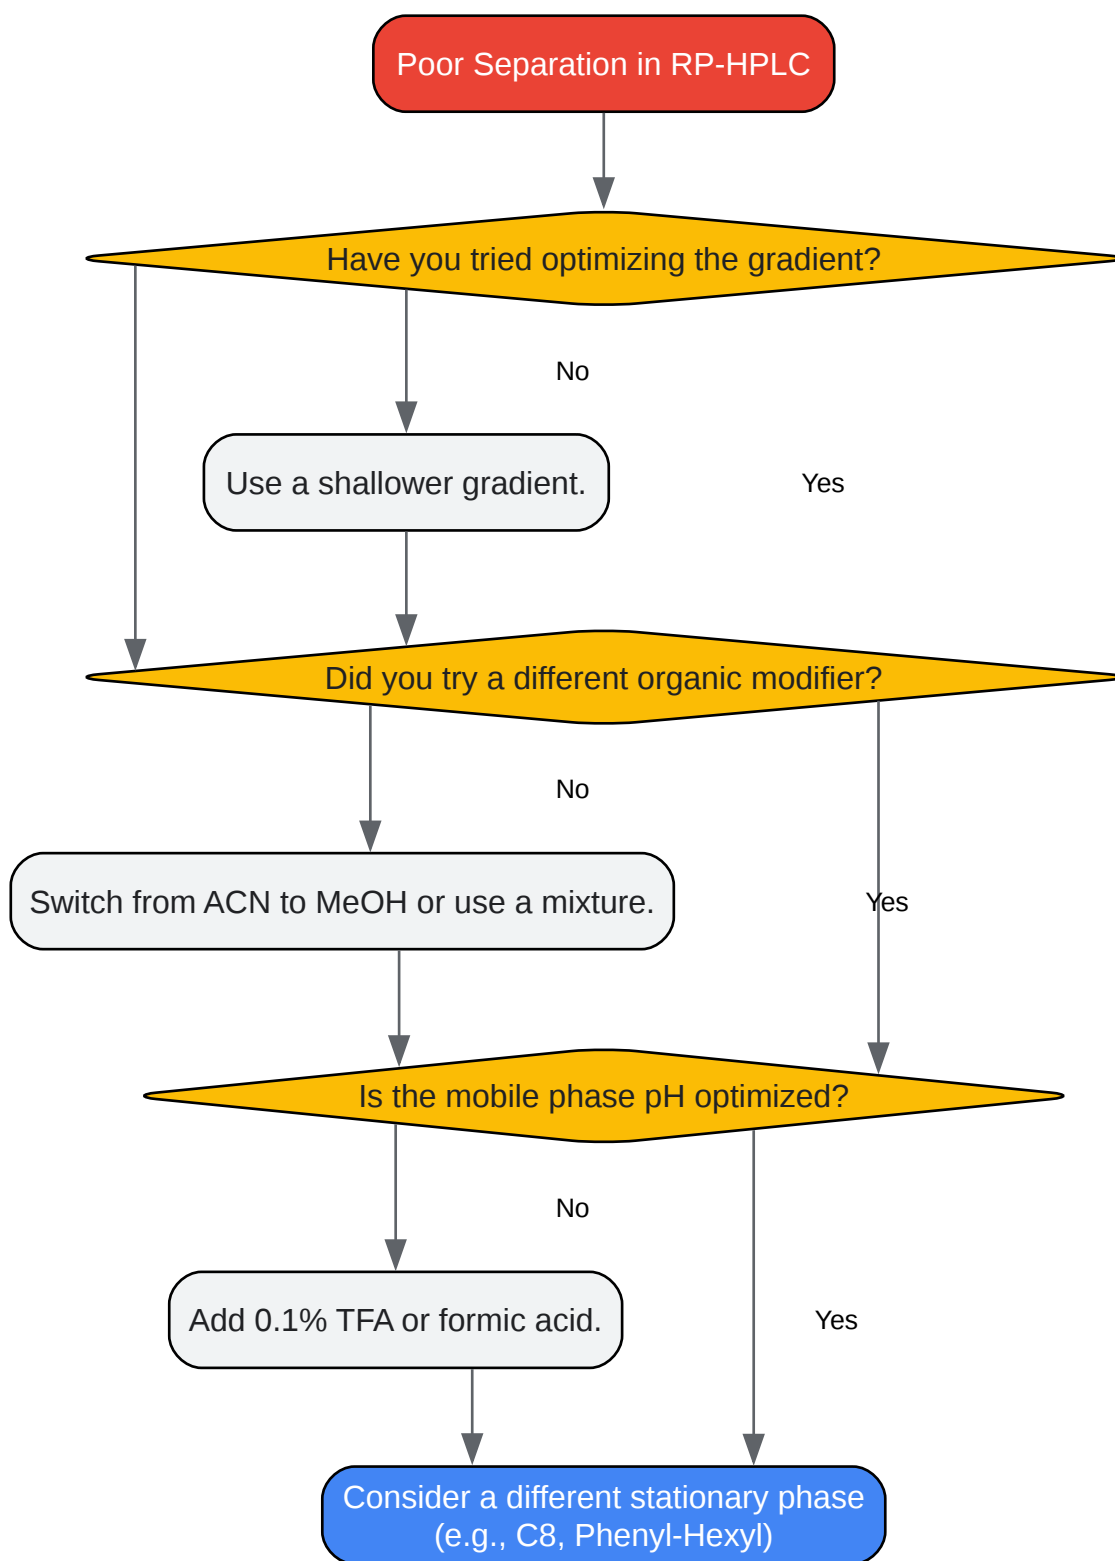 Poor Separation in RP-HPLC
Have you tried optimizing the gradient?
No
Use a shallower gradient.
Yes
Did you try a different organic modifier?
No
Switch from ACN to MeOH or use a mixture.
Yes
Is the mobile phase pH optimized?
No
Add 0.1% TFA or formic acid.
Yes
Consider a different stationary phase
(e.g., C8, Phenyl-Hexyl)